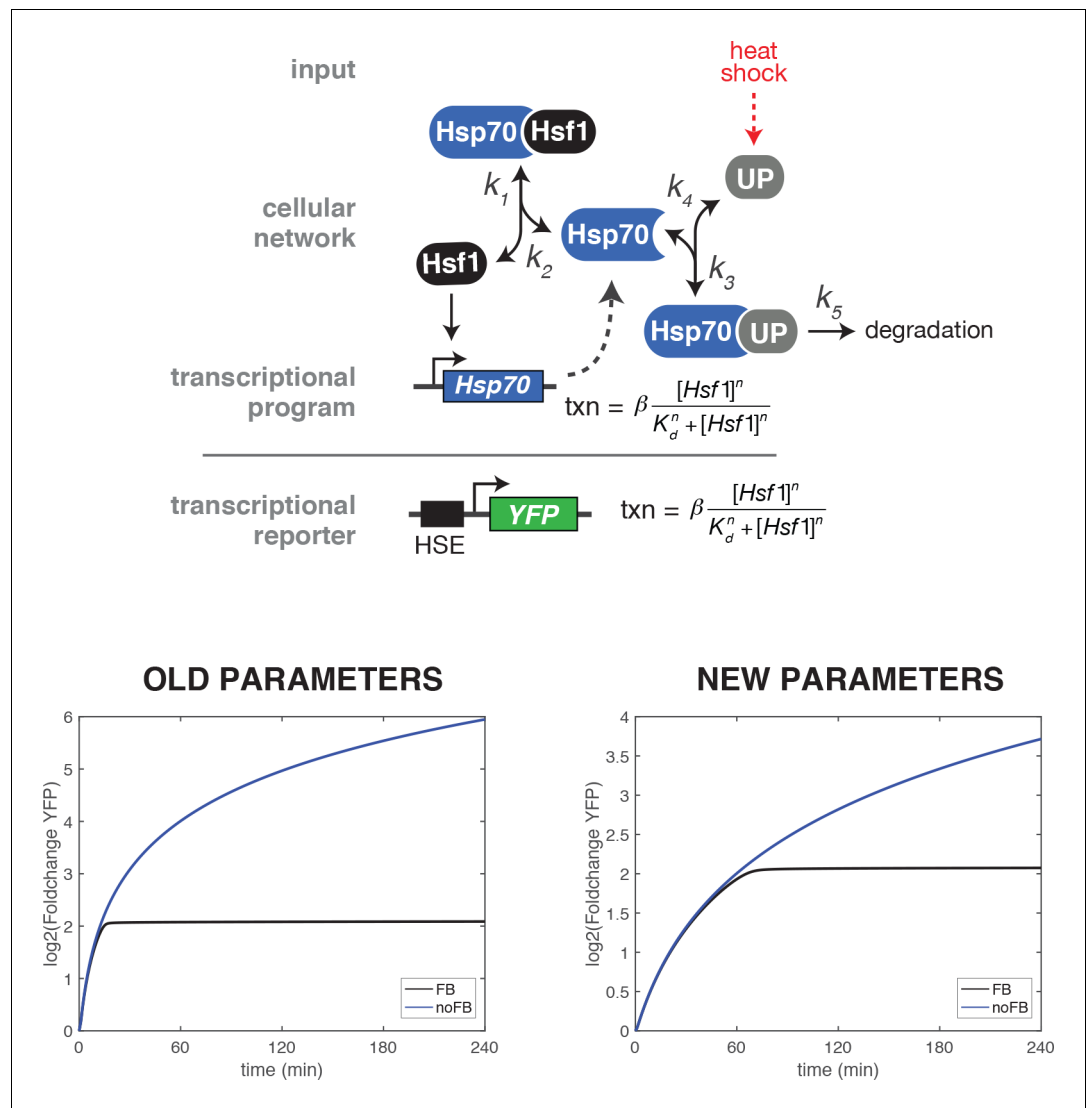 input
heat
shock
Hsp70 Hsf1
UP
k1
k4
cellular
network
Hsp70
Hsf1
k2
k3
Hsp70 UP
k5
degradation
transcriptional
program
Hsp70
txn = β [Hsf1]^n / K_d^n + [Hsf1]^n
transcriptional
reporter
YFP
HSE
txn = β [Hsf1]^n / K_d^n + [Hsf1]^n
OLD PARAMETERS
log2(Foldchange YFP)
6
5
4
3
2
1
0
0 60 120 180 240
time (min)
FB
noFB
NEW PARAMETERS
log2(Foldchange YFP)
4
3.5
3
2.5
2
1.5
1
0.5
0
0 60 120 180 240
time (min)
FB
noFB